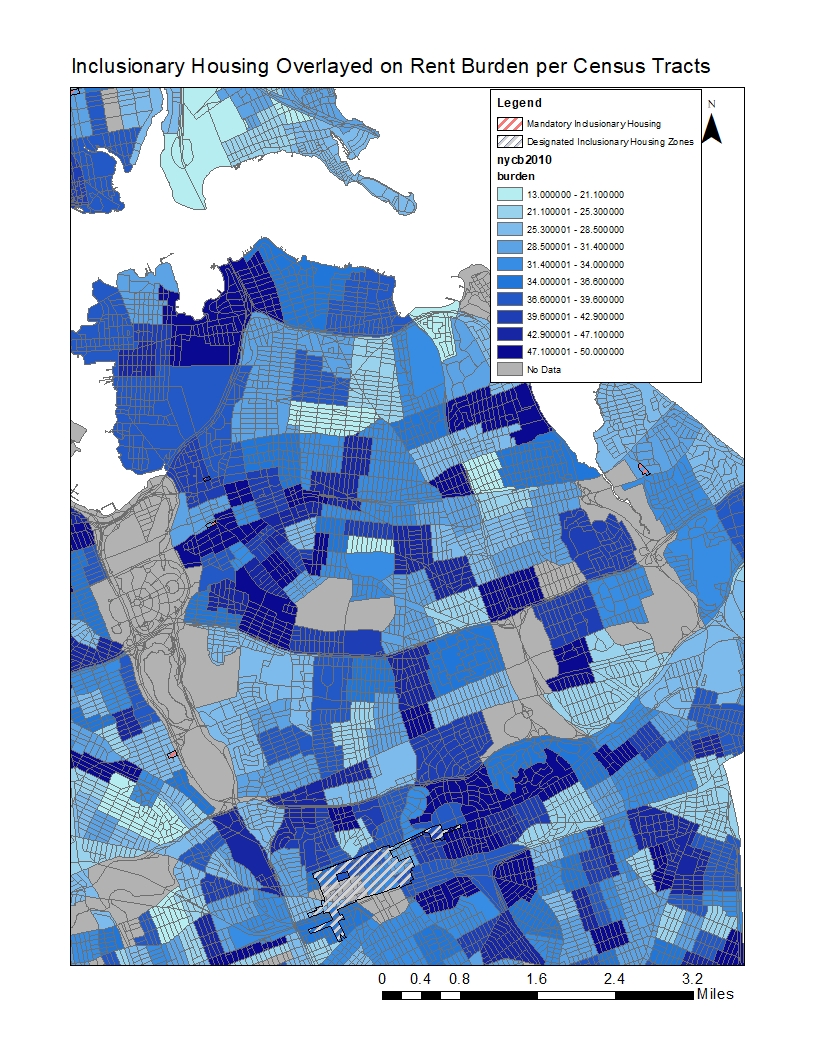 Inclusionary Housing Overlayed on Rent Burden per Census Tracts
Legend
Mandatory Inclusionary Housing
Designated Inclusionary Housing Zones
nycb2010
burden
13.000000 - 21.100000
21.100001 - 25.300000
25.300001 - 28.500000
28.500001 - 31.400000
31.400001 - 34.000000
34.000001 - 36.600000
36.600001 - 39.600000
39.600001 - 42.900000
42.900001 - 47.100000
47.100001 - 50.000000
No Data
N
0 0.4 0.8 1.6 2.4 3.2
Miles